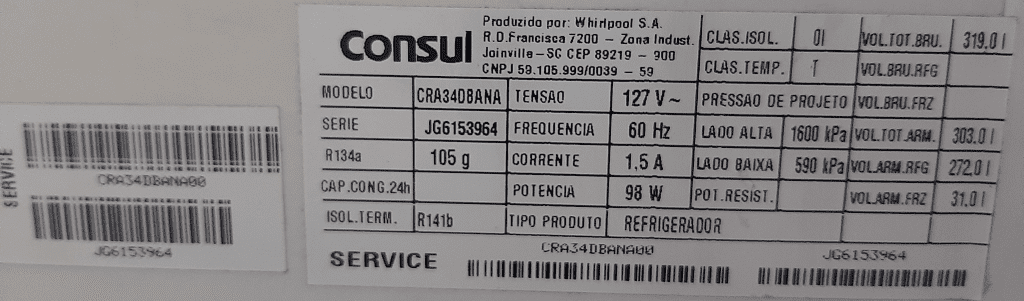 SERVICE
CRA34DBANA00
JG6153964
Consul
Produzido por: Whirlpool S.A.
R.D.Francisca 7200 - Zona Indust.
Joinville-SC CEP 89219 - 900
CNPJ 59.105.999/0039 - 59
CLAS.ISOL. 01 VOL.TOT.BRU. 319.0 l
CLAS.TEMP. T VOL.BRU.RFG
MODELO CRA34DBANA TENSAO 127 V~ PRESSAO DE PROJETO VOL.BRU.FRZ
SERIE JG6153964 FREQUENCIA 60 Hz LADO ALTA 1600 kPa VOL.TOT.ARM. 303.0 l
R134a 105 g CORRENTE 1,5 A LADO BAIXA 590 kPa VOL.ARM.RFG 272,0 l
CAP.CONG.24h POTENCIA 98 W POT.RESIST. VOL.ARM.FRZ 31.0 l
ISOL.TERM. R141b TIPO PRODUTO REFRIGERADOR
SERVICE CRA34DBANA00 JG6153964